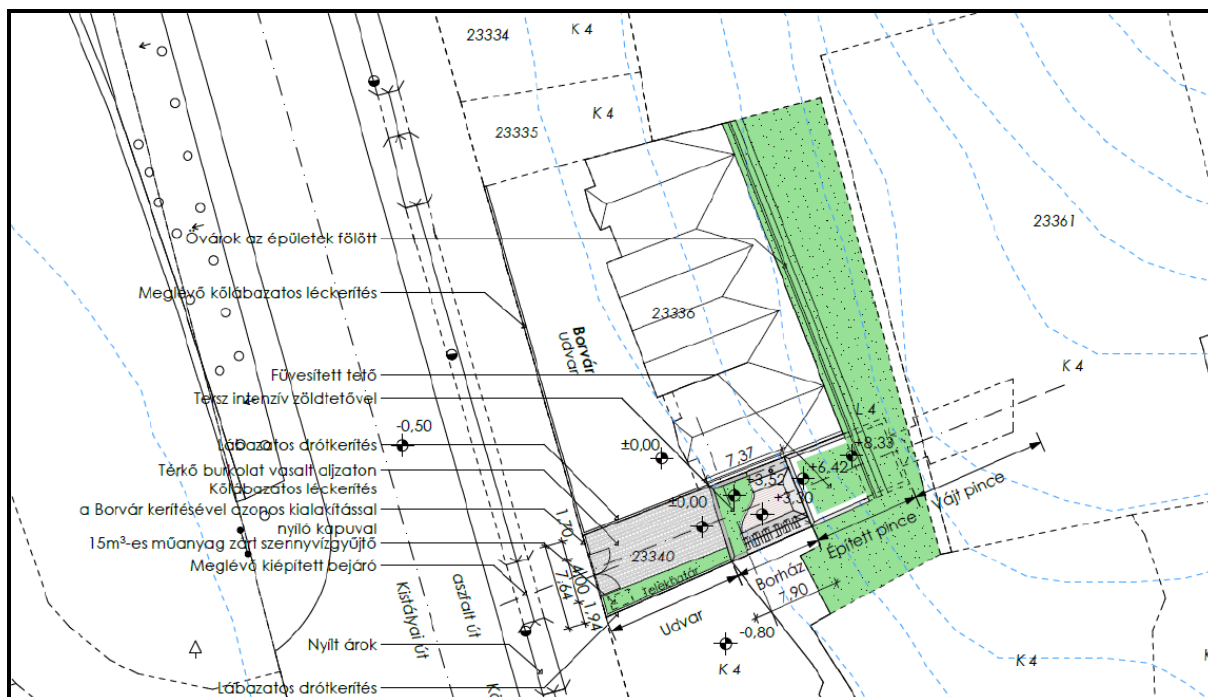 23334
K 4
K 4
23335
23361
Övárok az épületek fölött
Meglévő kőlábazatos léckerítés
23336
Borvár
udvar
Füvesített tető
K 4
Tersz intenzív zöldtetővel
L 4
-0,50
±0,00
+8,33
Lábazatos drótkerítés
7,37
Térkő burkolat vasalt aljzaton
+6,42
Kőlábazatos léckerítés
+3,52
±0,00
+3,30
Vájt pince
a Borvár kerítésével azonos kialakítással
nyíló kapuval
1,70
Épített pince
15m³-es műanyag zárt szennyvízgyűjtő
23340
Meglévő kiépített bejáró
4,00
7,64
Telekhatár
Borház
7,90
Kistályai út
aszfalt út
1,94
Udvar
-0,80
Nyílt árok
K 4
K 4
Lábazatos drótkerítés